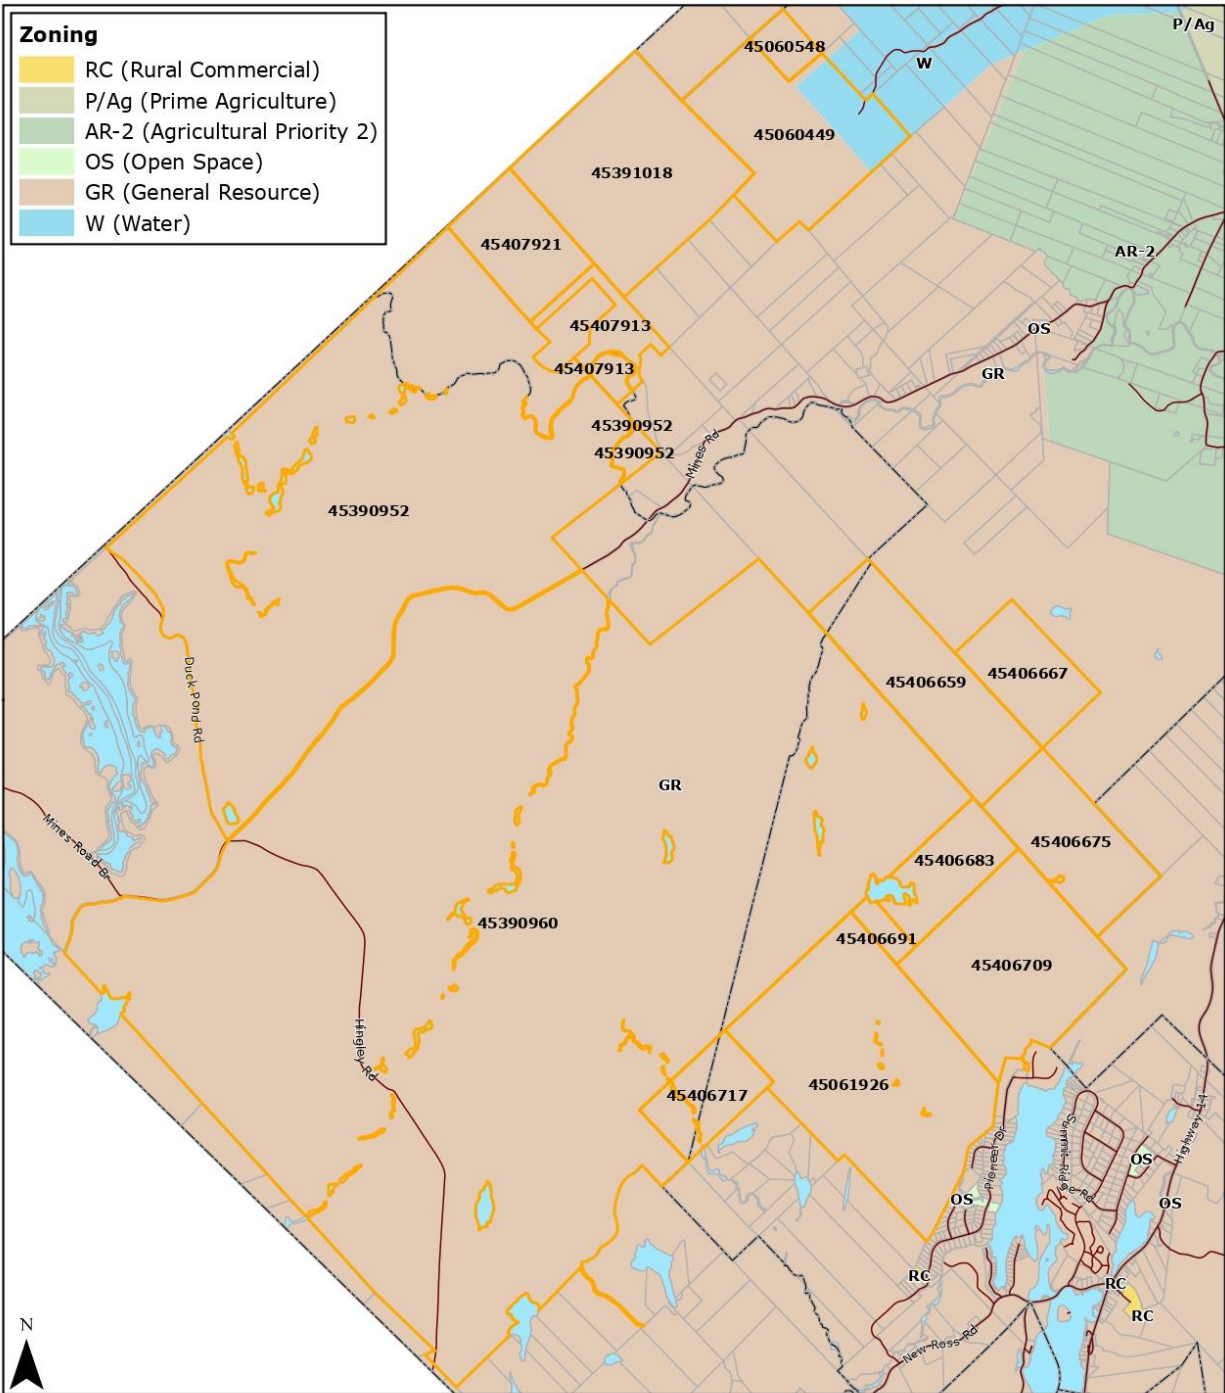 Zoning
RC (Rural Commercial)
P/Ag (Prime Agriculture)
AR-2 (Agricultural Priority 2)
OS (Open Space)
GR (General Resource)
W (Water)
P/Ag
45060548
W
45060449
45391018
45407921
AR-2
45407913
OS
45407913
GR
45390952
Mines Rd
45390952
45390952
45406667
45406659
Duck Pond Rd
GR
Mines Road Br
45406675
45406683
45390960
45406691
45406709
Hingley Rd
45061926
45406717
Pioneer Dr
Summit Ridge Rd
Highway 14
OS
OS
OS
RC
RC
RC
New Ross Rd
N